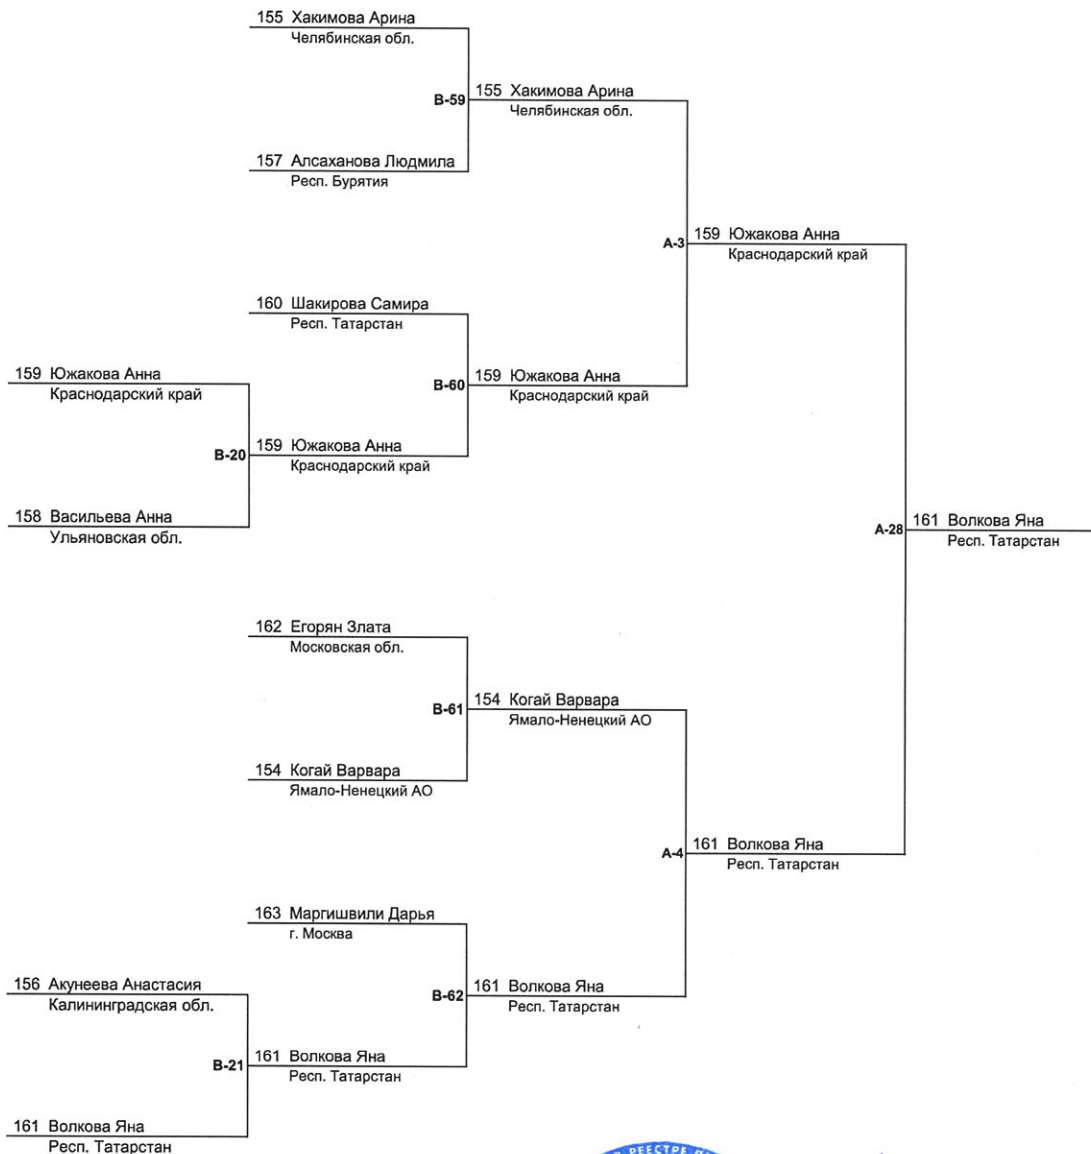 155 Хакимова Арина
Челябинская обл.
В-59
155 Хакимова Арина
Челябинская обл.
157 Алсаханова Людмила
Респ. Бурятия
А-3
159 Южакова Анна
Краснодарский край
160 Шакирова Самира
Респ. Татарстан
159 Южакова Анна
Краснодарский край
В-60
159 Южакова Анна
Краснодарский край
В-20
159 Южакова Анна
Краснодарский край
158 Васильева Анна
Ульяновская обл.
А-28
161 Волкова Яна
Респ. Татарстан
162 Егорян Злата
Московская обл.
В-61
154 Когай Варвара
Ямало-Ненецкий АО
154 Когай Варвара
Ямало-Ненецкий АО
А-4
161 Волкова Яна
Респ. Татарстан
163 Маргишвили Дарья
г. Москва
156 Акунеева Анастасия
Калининградская обл.
В-62
161 Волкова Яна
Респ. Татарстан
В-21
161 Волкова Яна
Респ. Татарстан
161 Волкова Яна
Респ. Татарстан
РЕЕСТРЕ